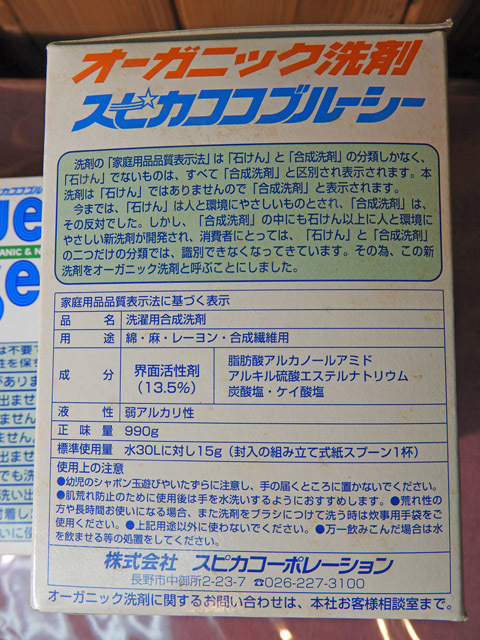 オーガニック洗剤
スピカココブルーシー
洗剤の「家庭用品品質表示法」は「石けん」と「合成洗剤」の分類しかなく、
「石けん」でないものは、すべて「合成洗剤」と区別され表示されます。本
洗剤は「石けん」ではありませんので「合成洗剤」と表示されます。
今までは、「石けん」は人と環境にやさしいものとされ、「合成洗剤」は、
その反対でした。しかし、「合成洗剤」の中にも石けん以上に人と環境に
やさしい新洗剤が開発され、消費者にとっては、「石けん」と「合成洗剤」
の二つだけの分類では、識別できなくなってきています。その為、この新
洗剤をオーガニック洗剤と呼ぶことにしました。
家庭用品品質表示法に基づく表示
品 名 洗濯用合成洗剤
用 途 綿・麻・レーヨン・合成繊維用
成 分 界面活性剤 (13.5%) 脂肪酸アルカノールアミド
アルキル硫酸エステルナトリウム
炭酸塩・ケイ酸塩
液 性 弱アルカリ性
正 味 量 990g
標準使用量 水30Lに対し15g(封入の組み立て式紙スプーン1杯)
使用上の注意
●幼児のシャボン玉遊びやいたずらに注意し、手の届くところに置かないでください。
●肌荒れ防止のために使用後は手を水洗いするようにおすすめします。●荒れ性の
方や長時間お使いになる場合、また洗剤をブラシにつけて洗う時は炊事用手袋をご
使用ください。●上記用途以外に使わないでください。●万一飲みこんだ場合は水
を飲ませる等の処置をしてください。
株式会社 スピカコーポレーション
長野市中御所2-23-7 ☎026-227-3100
オーガニック洗剤に関するお問い合わせは、本社お客様相談室まで。